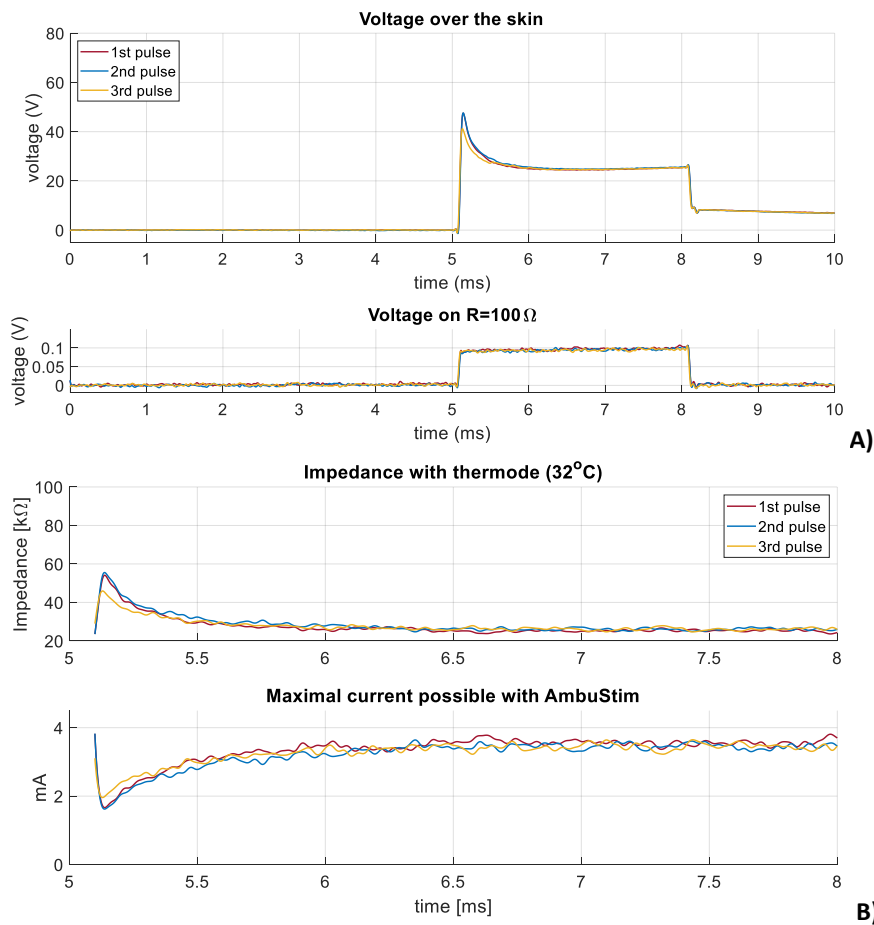 Voltage over the skin
80
60
40
20
0
voltage (V)
1st pulse
2nd pulse
3rd pulse
0 1 2 3 4 5 6 7 8 9 10
time (ms)
Voltage on R=100Ω
0.1
0.05
0
voltage (V)
0 1 2 3 4 5 6 7 8 9 10
time (ms)
A)
Impedance with thermode (32°C)
100
80
60
40
20
Impedance [kΩ]
1st pulse
2nd pulse
3rd pulse
5 5.5 6 6.5 7 7.5 8
Maximal current possible with AmbuStim
4
2
0
mA
5 5.5 6 6.5 7 7.5 8
time [ms]
B)